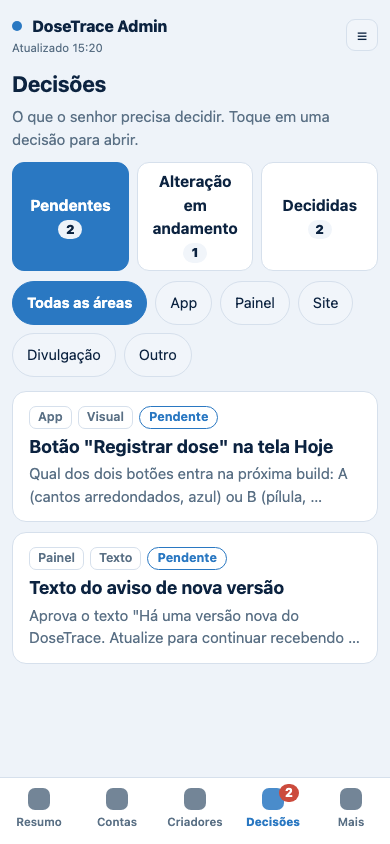 DoseTrace Admin
Atualizado 15:20
≡
Decisões
O que o senhor precisa decidir. Toque em uma
decisão para abrir.
Pendentes
2
Alteração
em
andamento
1
Decididas
2
Todas as áreas
App
Painel
Site
Divulgação
Outro
App Visual Pendente
Botão "Registrar dose" na tela Hoje
Qual dos dois botões entra na próxima build: A
(cantos arredondados, azul) ou B (pílula, ...
Painel Texto Pendente
Texto do aviso de nova versão
Aprova o texto "Há uma versão nova do
DoseTrace. Atualize para continuar recebendo ...
2
Resumo Contas Criadores Decisões Mais